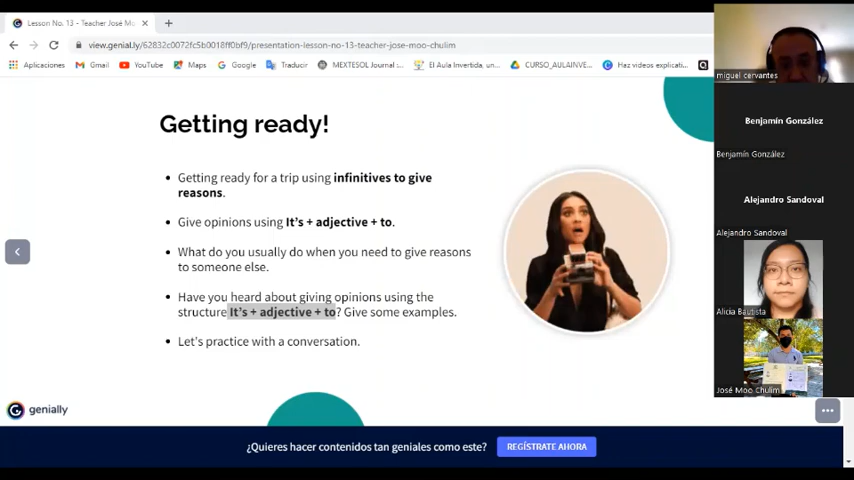 Lesson No. 13 - Teacher José Mo
view.genial.ly/62832c0072fc5b0018ff0bf9/presentation-lesson-no-13-teacher-jose-moo-chulim
Aplicaciones Gmail YouTube Maps Google Traducir MEXTESOL Journal :... El Aula Invertida, un... CURSO_AULAINVE... Haz videos explicati...
Getting ready!
• Getting ready for a trip using infinitives to give
reasons.
• Give opinions using It's + adjective + to.
• What do you usually do when you need to give reasons
to someone else.
• Have you heard about giving opinions using the
structure It's + adjective + to? Give some examples.
• Let's practice with a conversation.
genially
¿Quieres hacer contenidos tan geniales como este? REGÍSTRATE AHORA
miguel cervantes
Benjamín González
Benjamín González
Alejandro Sandoval
Alejandro Sandoval
Alicia Bautista
José Moo Chulim